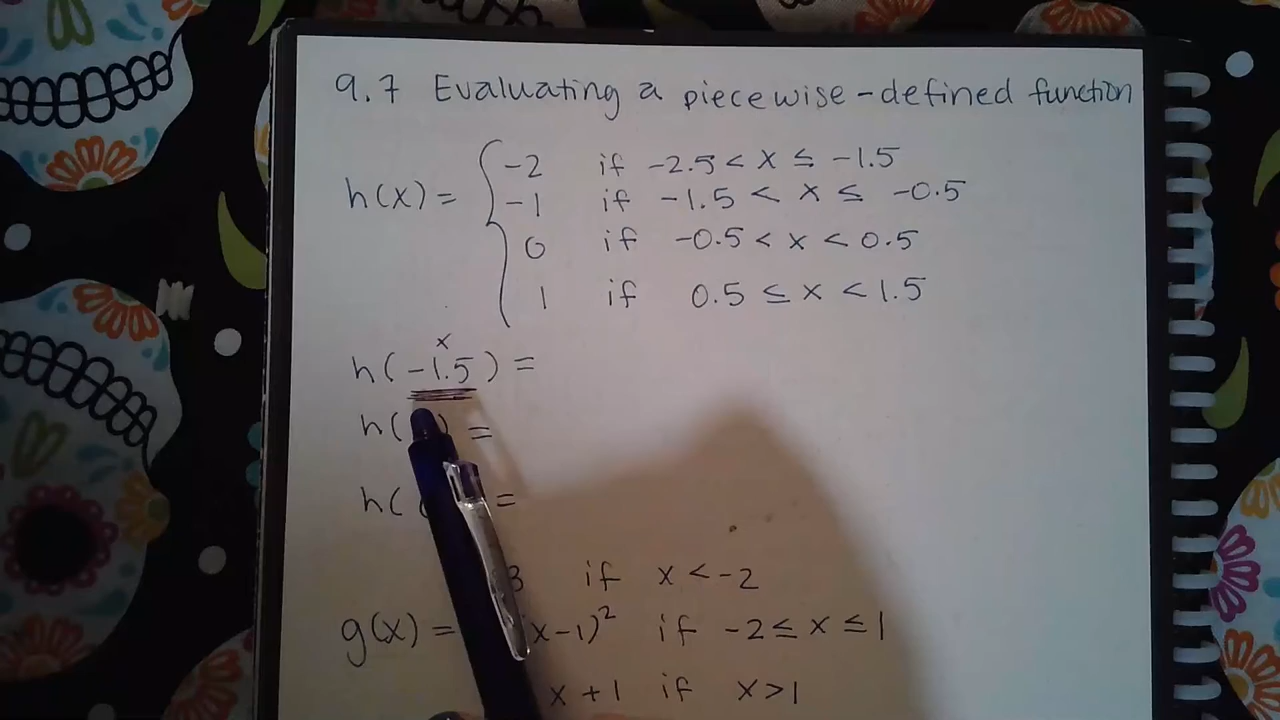 9.7 Evaluating a piecewise-defined function
h(x) = { -2 if -2.5 < x ≤ -1.5
-1 if -1.5 < x ≤ -0.5
0 if -0.5 < x < 0.5
1 if 0.5 ≤ x < 1.5
x
h(-1.5) =
h( ) =
h( =
3 if x < -2
g(x) = x-1)² if -2 ≤ x ≤ 1
x + 1 if x > 1